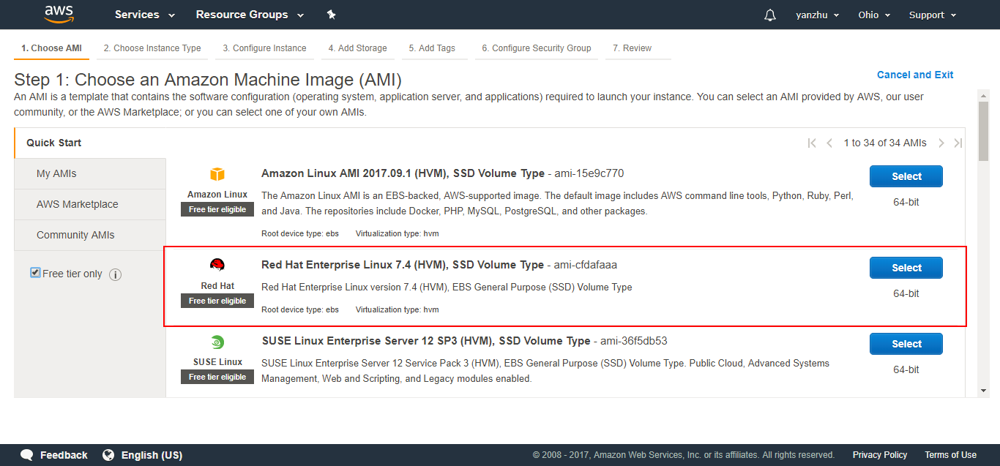 aws Services Resource Groups yanzhu Ohio Support
1. Choose AMI 2. Choose Instance Type 3. Configure Instance 4. Add Storage 5. Add Tags 6. Configure Security Group 7. Review
Step 1: Choose an Amazon Machine Image (AMI)
Cancel and Exit
An AMI is a template that contains the software configuration (operating system, application server, and applications) required to launch your instance. You can select an AMI provided by AWS, our user
community, or the AWS Marketplace; or you can select one of your own AMIs.
Quick Start
1 to 34 of 34 AMIs
My AMIs
AWS Marketplace
Community AMIs
Free tier only
Amazon Linux
Free tier eligible
Amazon Linux AMI 2017.09.1 (HVM), SSD Volume Type - ami-15e9c770
The Amazon Linux AMI is an EBS-backed, AWS-supported image. The default image includes AWS command line tools, Python, Ruby, Perl,
and Java. The repositories include Docker, PHP, MySQL, PostgreSQL, and other packages.
Root device type: ebs Virtualization type: hvm
Select
64-bit
Red Hat
Free tier eligible
Red Hat Enterprise Linux 7.4 (HVM), SSD Volume Type - ami-cfdafaaa
Red Hat Enterprise Linux version 7.4 (HVM), EBS General Purpose (SSD) Volume Type
Root device type: ebs Virtualization type: hvm
Select
64-bit
SUSE Linux
Free tier eligible
SUSE Linux Enterprise Server 12 SP3 (HVM), SSD Volume Type - ami-36f5db53
SUSE Linux Enterprise Server 12 Service Pack 3 (HVM), EBS General Purpose (SSD) Volume Type. Public Cloud, Advanced Systems
Management, Web and Scripting, and Legacy modules enabled.
Select
64-bit
Feedback English (US) © 2008 - 2017, Amazon Web Services, Inc. or its affiliates. All rights reserved. Privacy Policy Terms of Use